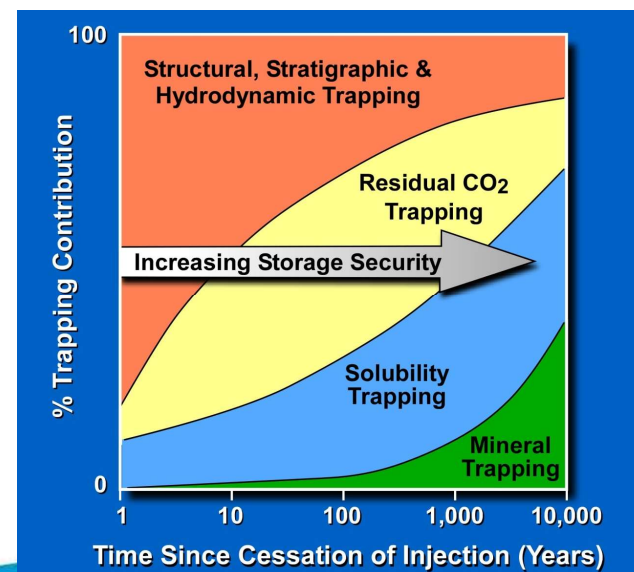 100
Structural, Stratigraphic &
Hydrodynamic Trapping
Residual CO2
Trapping
Increasing Storage Security
Solubility
Trapping
Mineral
Trapping
% Trapping Contribution
0
1 10 100 1,000 10,000
Time Since Cessation of Injection (Years)